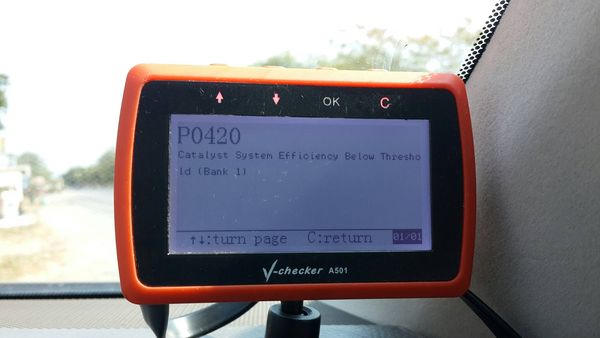 OK C
P0420
Catalyst System Efficiency Below Thresho
ld (Bank 1)
↑↓:turn page C:return 01/01
V-checker A501